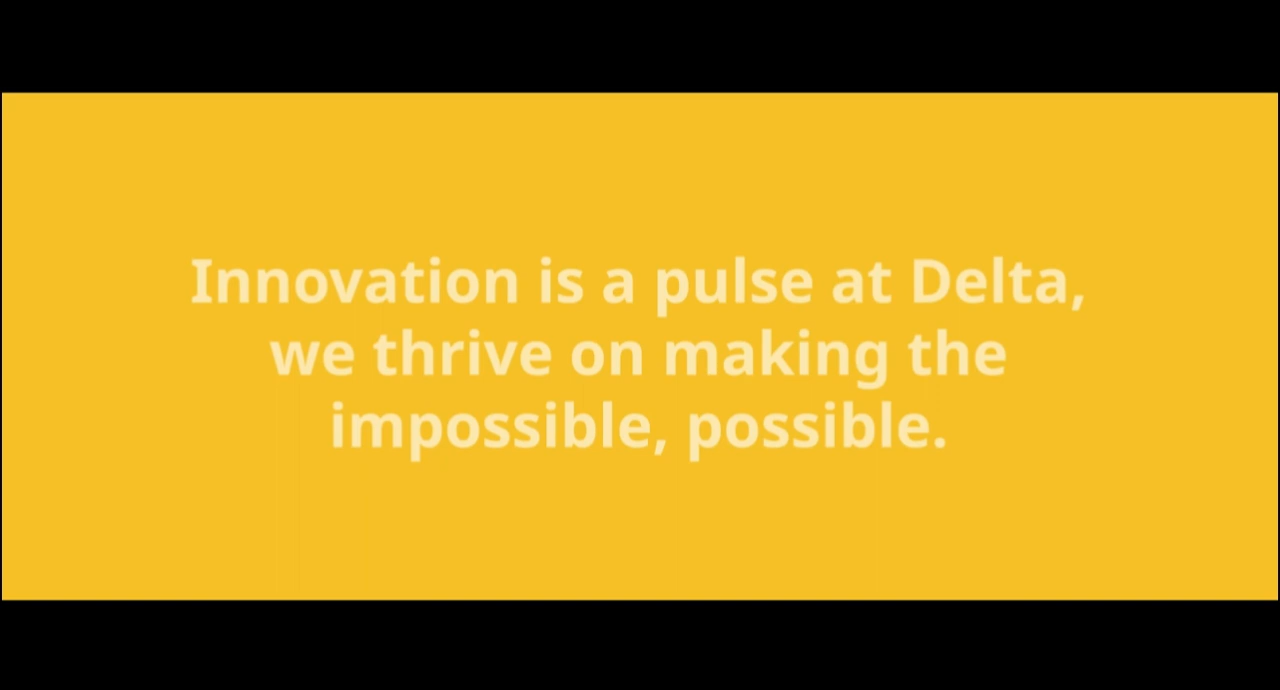 Innovation is a pulse at Delta,
we thrive on making the
impossible, possible.